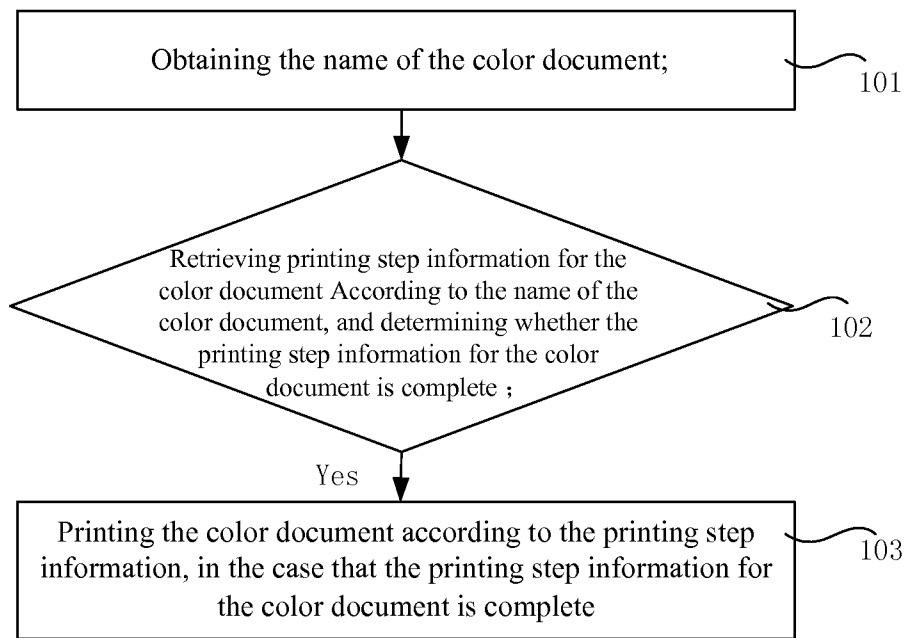 Obtaining the name of the color document;
101
Retrieving printing step information for the
color document According to the name of the
color document, and determining whether the
printing step information for the color
document is complete ;
102
Yes
Printing the color document according to the printing step
information, in the case that the printing step information for
the color document is complete
103